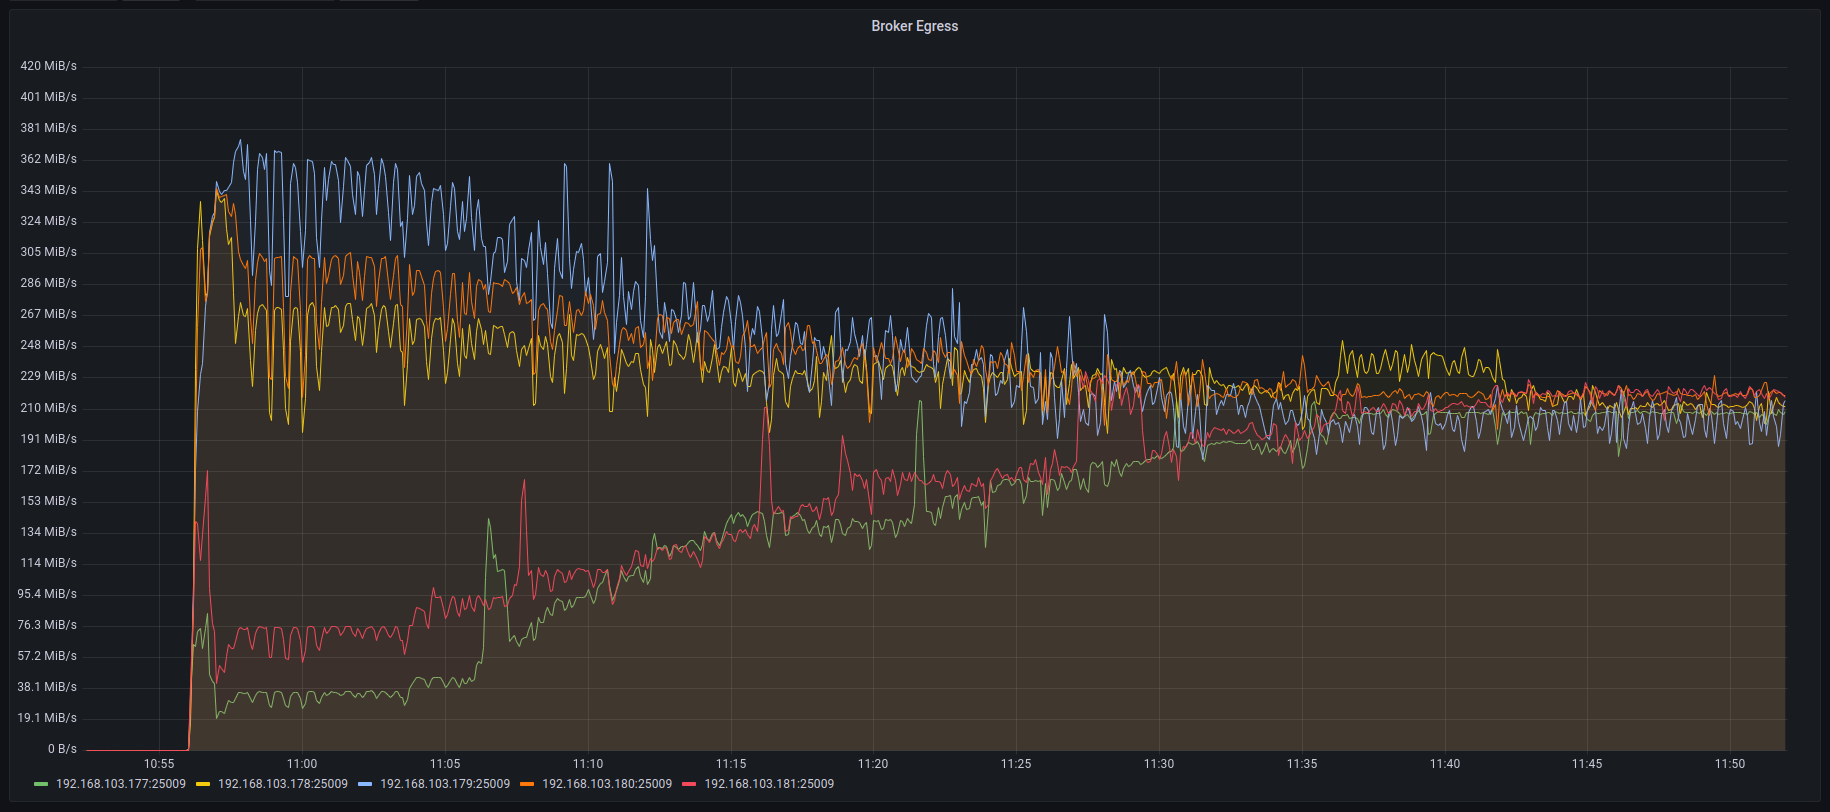 Broker Egress
420 MiB/s
401 MiB/s
381 MiB/s
362 MiB/s
343 MiB/s
324 MiB/s
305 MiB/s
286 MiB/s
267 MiB/s
248 MiB/s
229 MiB/s
210 MiB/s
191 MiB/s
172 MiB/s
153 MiB/s
134 MiB/s
114 MiB/s
95.4 MiB/s
76.3 MiB/s
57.2 MiB/s
38.1 MiB/s
19.1 MiB/s
0 B/s
10:55 11:00 11:05 11:10 11:15 11:20 11:25 11:30 11:35 11:40 11:45 11:50
192.168.103.177:25009 192.168.103.178:25009 192.168.103.179:25009 192.168.103.180:25009 192.168.103.181:25009